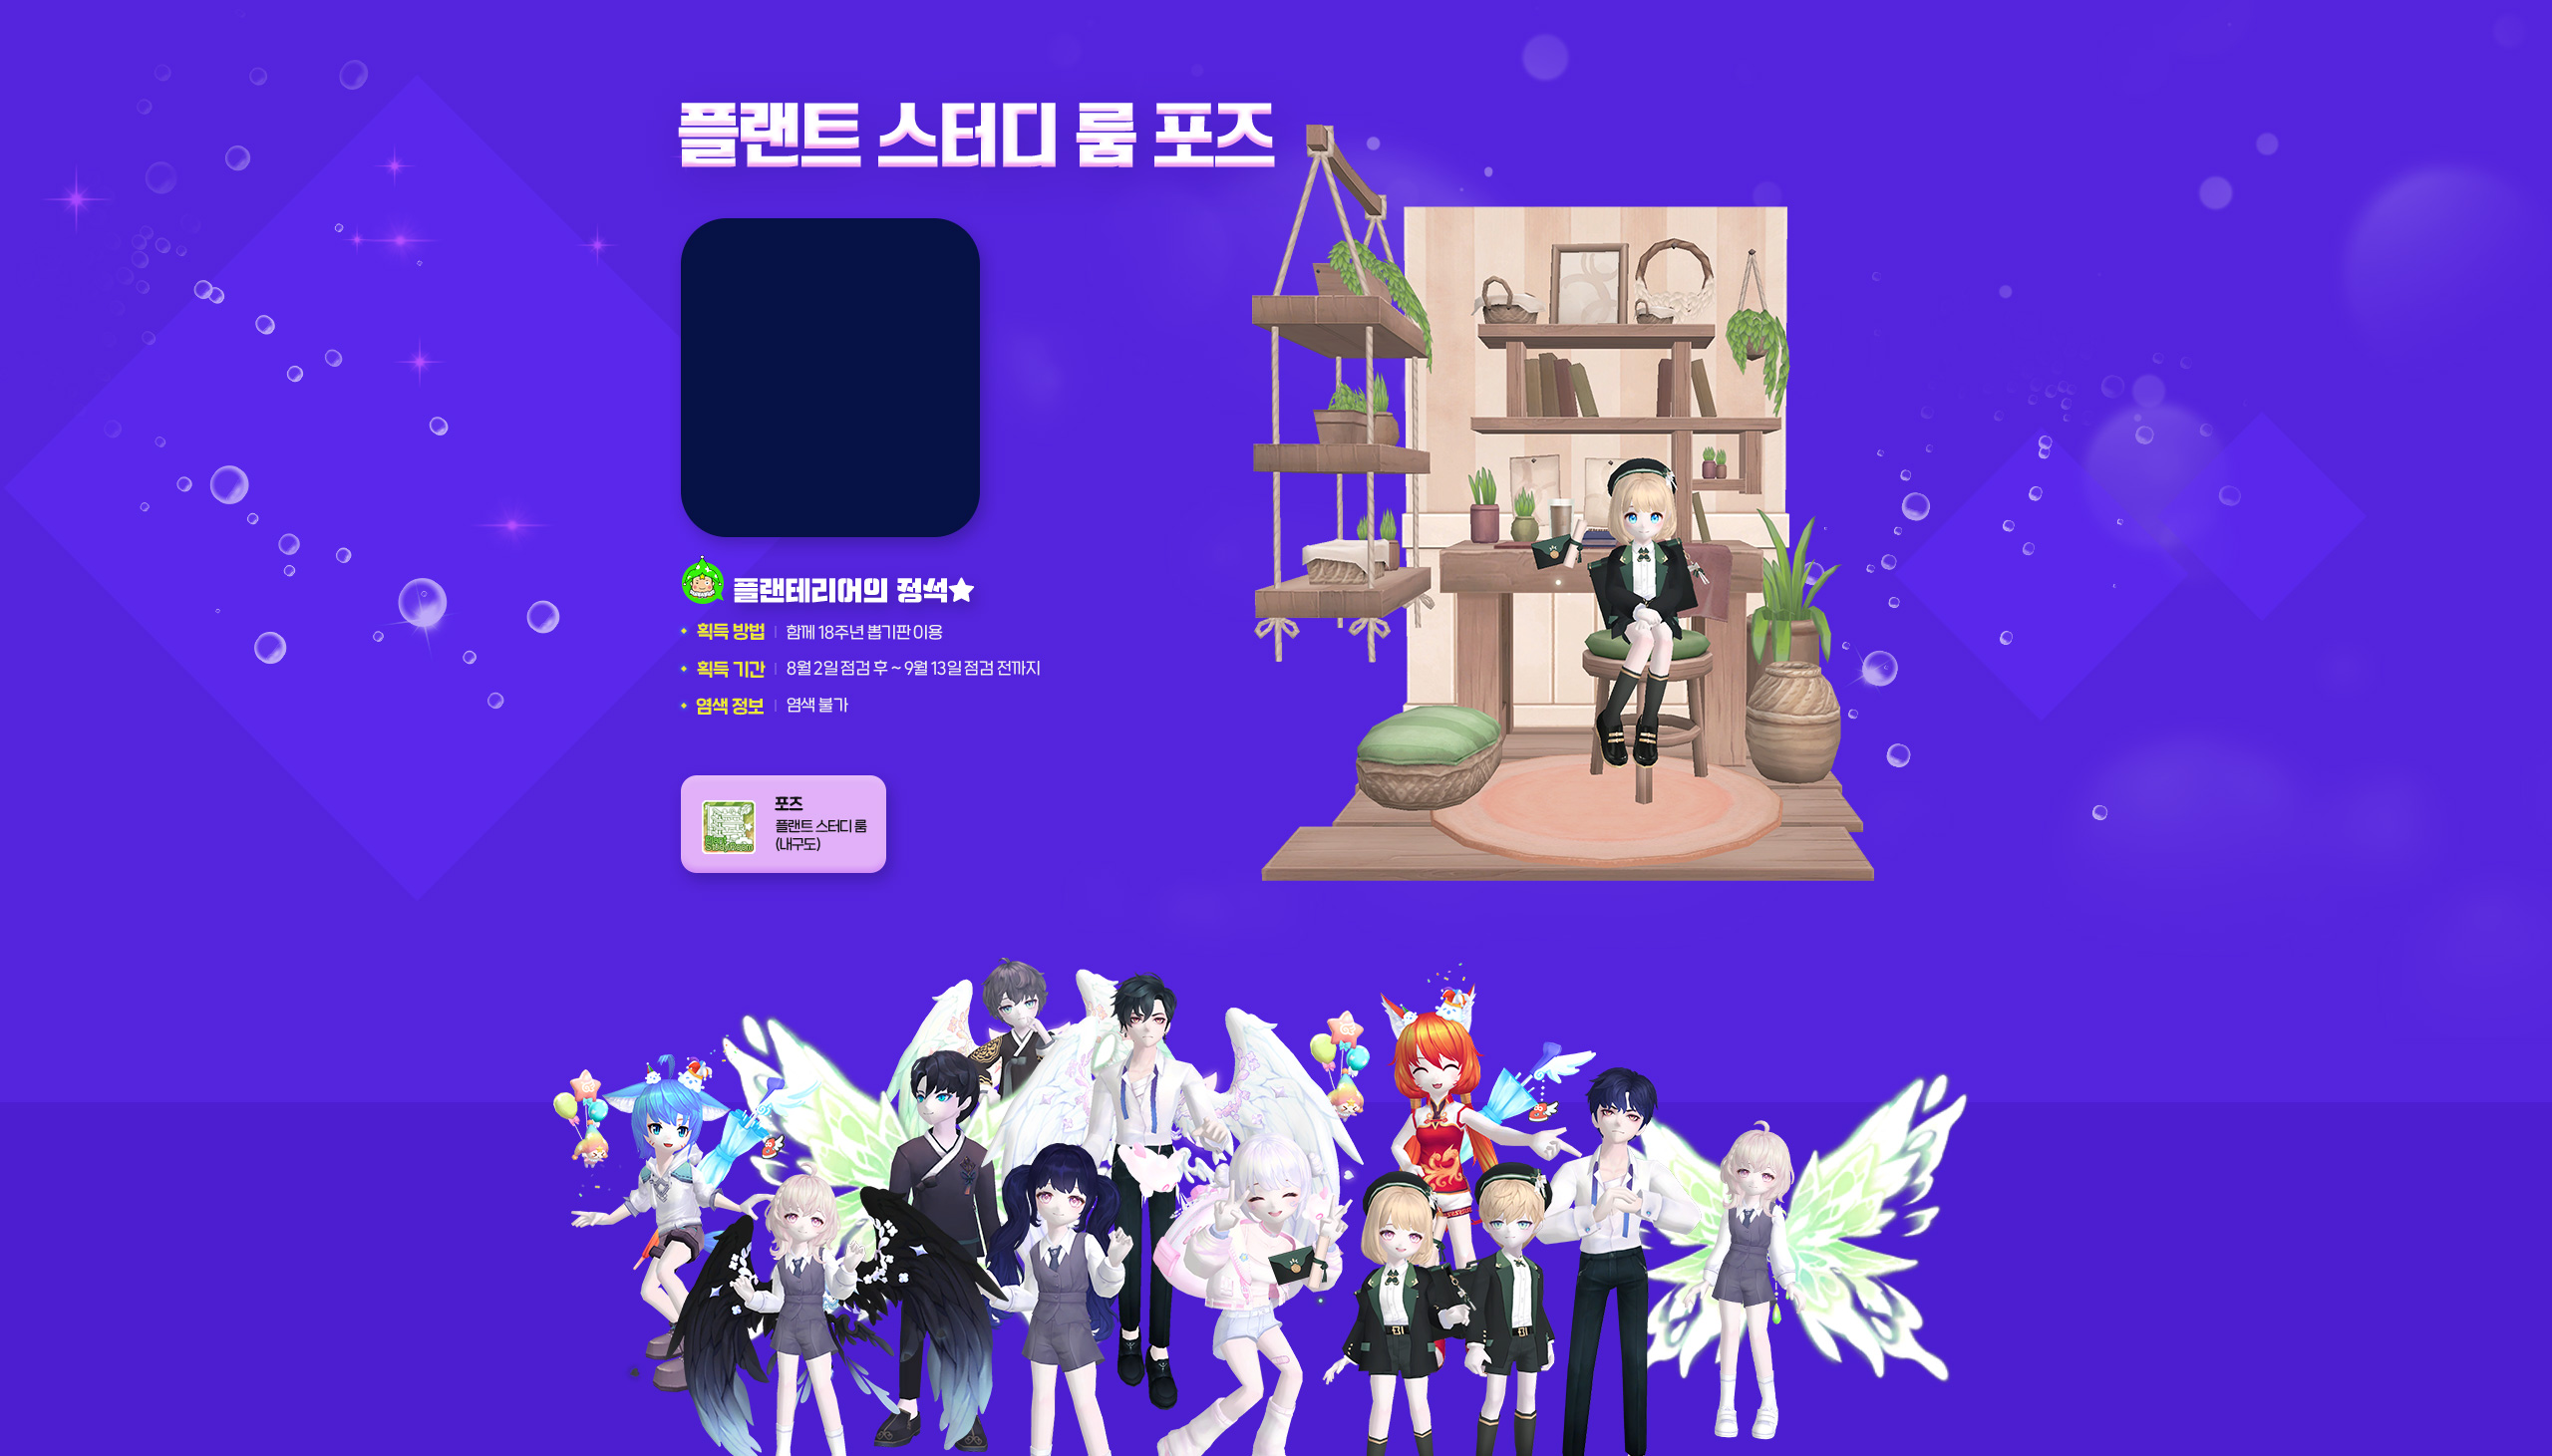 플랜트 스터디 룸 포즈
플랜테리어의 정석★
획득 방법 | 함께 18주년 뽑기판 이용
획득 기간 | 8월 2일 점검 후 ~ 9월 13일 점검 전까지
염색 정보 | 염색 불가
포즈
플랜트 스터디 룸
(내구도)